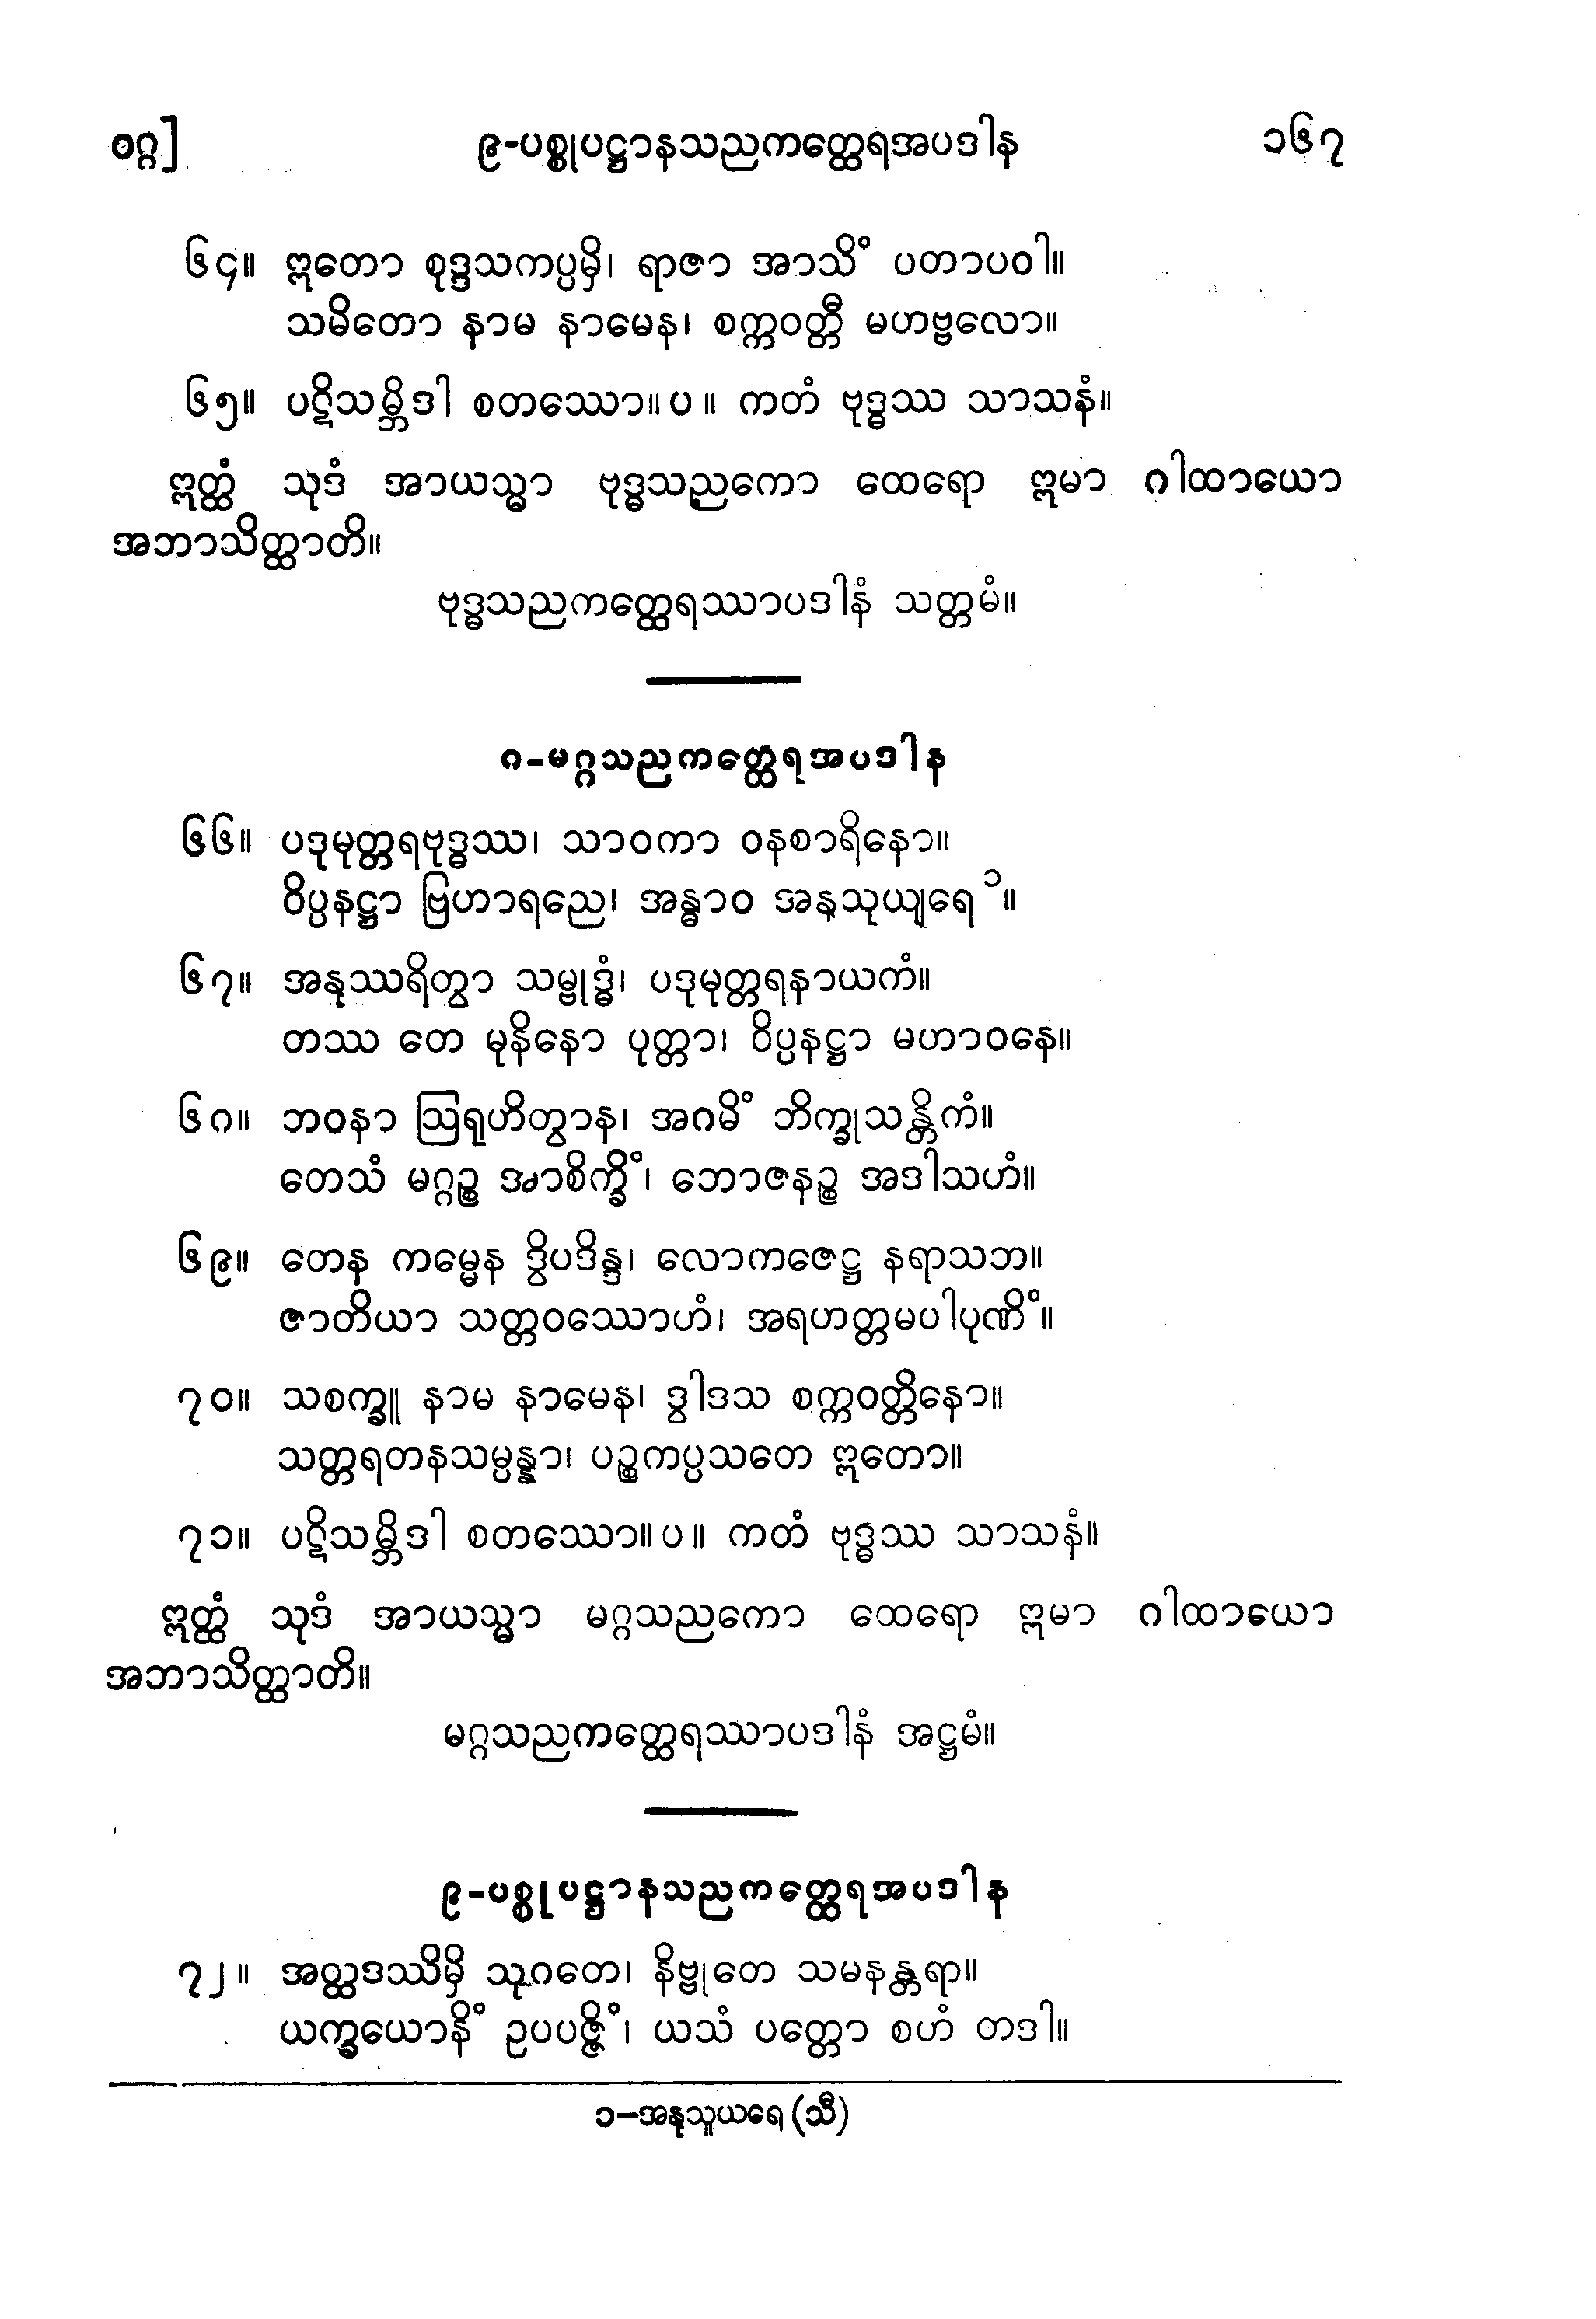 ဝဂ္ဂ]
၉-ပစ္စုပဋ္ဌာနသညကတ္ထေရအပဒါန
၁၆၇
၆၄။ ဣတော စုဒ္ဒသကပ္ပမှိ၊ ရာဇာ အာသိံ ပတာပဝါ။
သမိတော နာမ နာမေန၊ စက္ကဝတ္တီ မဟဗ္ဗလော။
၆၅။ ပဋိသမ္ဘိဒါ စတဿော။ပ။ ကတံ ဗုဒ္ဓဿ သာသနံ။
ဣတ္ထံ သုဒံ အာယသ္မာ ဗုဒ္ဓသညကော ထေရော ဣမာ ဂါထာယော
အဘာသိတ္ထာတိ။
ဗုဒ္ဓသညကတ္ထေရဿာပဒါနံ သတ္တမံ။
၈-မဂ္ဂသညကတ္ထေရအပဒါန
၆၆။ ပဒုမုတ္တရဗုဒ္ဓဿ၊ သာဝကာ ဝနစာရိနော။
ဝိပ္ပနဋ္ဌာ ဗြဟာရညေ၊ အန္ဓာဝ အနုသုယျရေ ၁။
၆၇။ အနုဿရိတွာ သမ္ဗုဒ္ဓံ၊ ပဒုမုတ္တရနာယကံ။
တဿ တေ မုနိနော ပုတ္တာ၊ ဝိပ္ပနဋ္ဌာ မဟာဝနေ။
၆၈။ ဘဝနာ ဩရုဟိတွာန၊ အဂမိံ ဘိက္ခုသန္တိကံ။
တေသံ မဂ္ဂဉ္စ အာစိက္ခိံ၊ ဘောဇနဉ္စ အဒါသဟံ။
၆၉။ တေန ကမ္မေန ဒွိပဒိန္ဒ၊ လောကဇေဋ္ဌ နရာသဘ။
ဇာတိယာ သတ္တဝဿောဟံ၊ အရဟတ္တမပါပုဏိံ။
၇၀။ သစက္ခူ နာမ နာမေန၊ ဒွါဒသ စက္ကဝတ္တိနော။
သတ္တရတနသမ္ပန္နာ၊ ပဉ္စကပ္ပသတေ ဣတော။
၇၁။ ပဋိသမ္ဘိဒါ စတဿော။ပ။ ကတံ ဗုဒ္ဓဿ သာသနံ။
ဣတ္ထံ သုဒံ အာယသ္မာ မဂ္ဂသညကော ထေရော ဣမာ ဂါထာယော
အဘာသိတ္ထာတိ။
မဂ္ဂသညကတ္ထေရဿာပဒါနံ အဋ္ဌမံ။
၉-ပစ္စုပဋ္ဌာနသညကတ္ထေရအပဒါန
၇၂။ အတ္ထဒဿိမှိ သုဂတေ၊ နိဗ္ဗုတေ သမနန္တရာ။
ယက္ခယောနိံ ဥပပဇ္ဇိံ၊ ယသံ ပတ္တော စဟံ တဒါ။
၁-အနုသူယရေ (သီ)